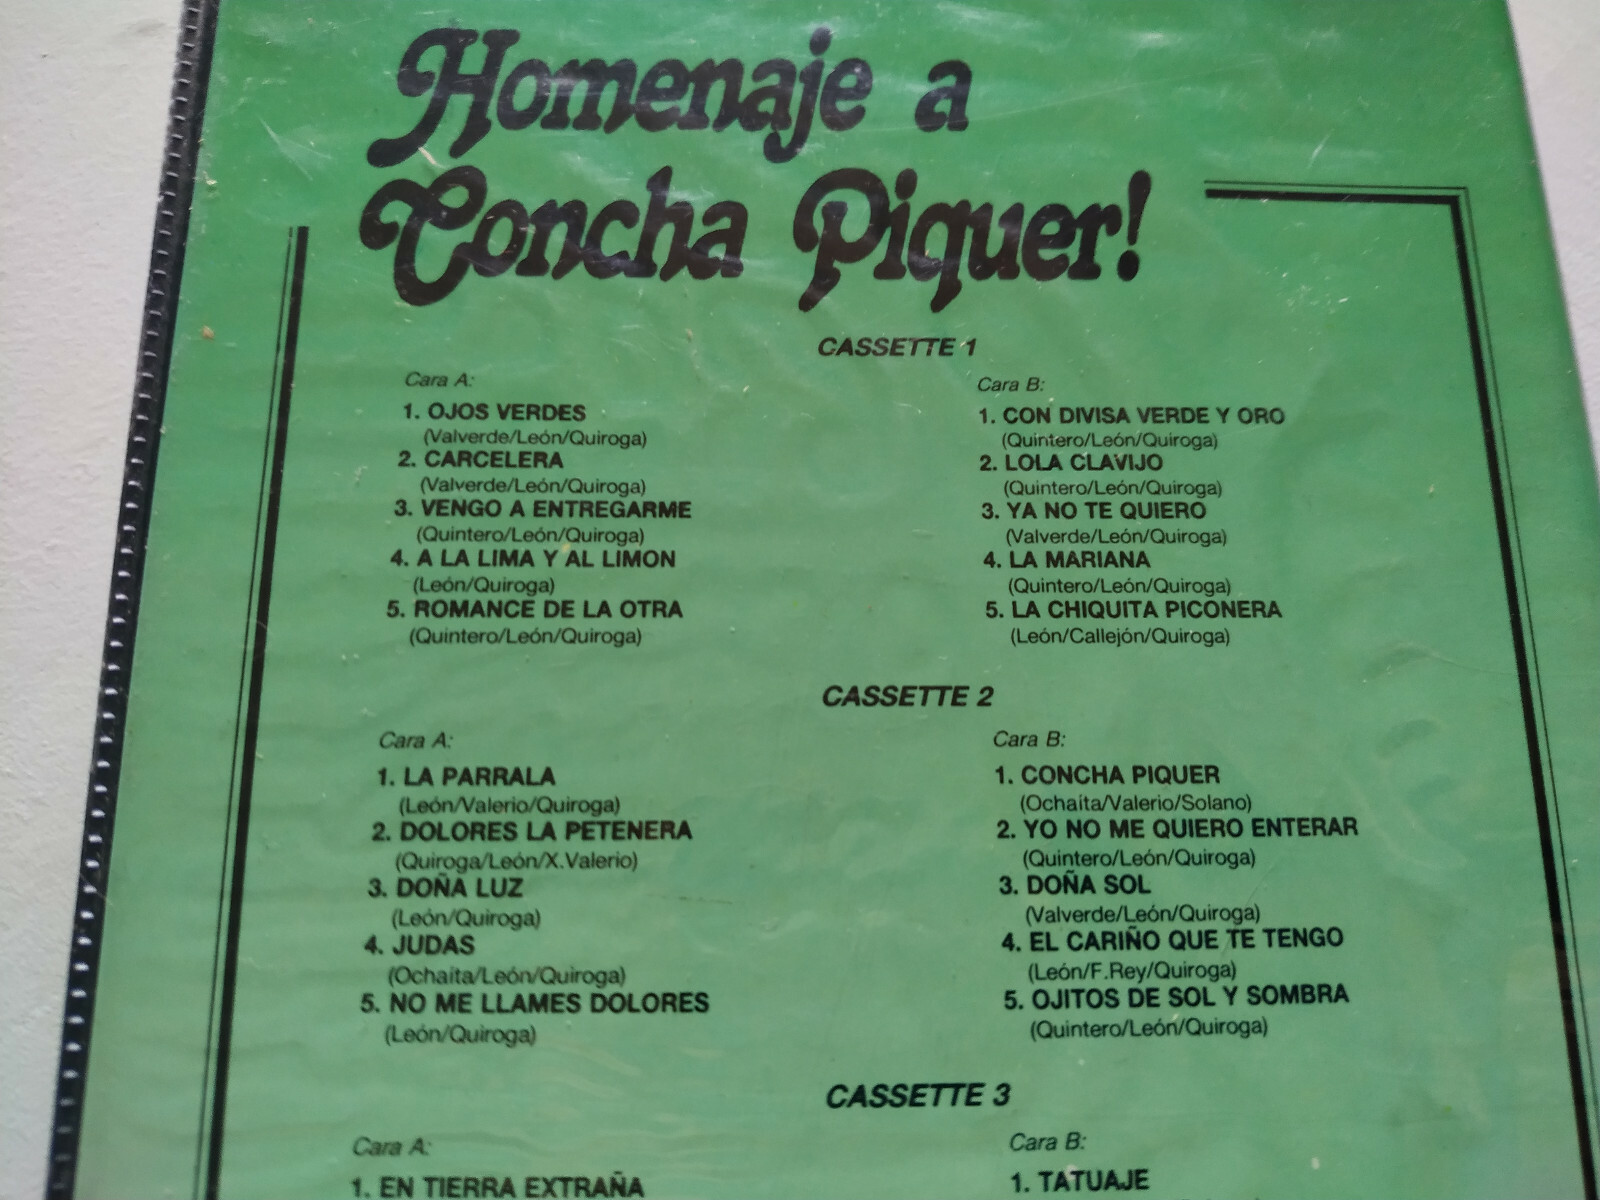 Homenaje a
Concha Piquer!
CASSETTE 1
Cara A:
1. OJOS VERDES
(Valverde/León/Quiroga)
2. CARCELERA
(Valverde/León/Quiroga)
3. VENGO A ENTREGARME
(Quintero/León/Quiroga)
4. A LA LIMA Y AL LIMON
(León/Quiroga)
5. ROMANCE DE LA OTRA
(Quintero/León/Quiroga)
Cara B:
1. CON DIVISA VERDE Y ORO
(Quintero/León/Quiroga)
2. LOLA CLAVIJO
(Quintero/León/Quiroga)
3. YA NO TE QUIERO
(Valverde/León/Quiroga)
4. LA MARIANA
(Quintero/León/Quiroga)
5. LA CHIQUITA PICONERA
(León/Callejón/Quiroga)
CASSETTE 2
Cara A:
1. LA PARRALA
(León/Valerio/Quiroga)
2. DOLORES LA PETENERA
(Quiroga/León/X.Valerio)
3. DOÑA LUZ
(León/Quiroga)
4. JUDAS
(Ochaita/León/Quiroga)
5. NO ME LLAMES DOLORES
(León/Quiroga)
Cara B:
1. CONCHA PIQUER
(Ochaita/Valerio/Solano)
2. YO NO ME QUIERO ENTERAR
(Quintero/León/Quiroga)
3. DOÑA SOL
(Valverde/León/Quiroga)
4. EL CARIÑO QUE TE TENGO
(León/F.Rey/Quiroga)
5. OJITOS DE SOL Y SOMBRA
(Quintero/León/Quiroga)
CASSETTE 3
Cara A:
1. EN TIERRA EXTRAÑA
Cara B:
1. TATUAJE